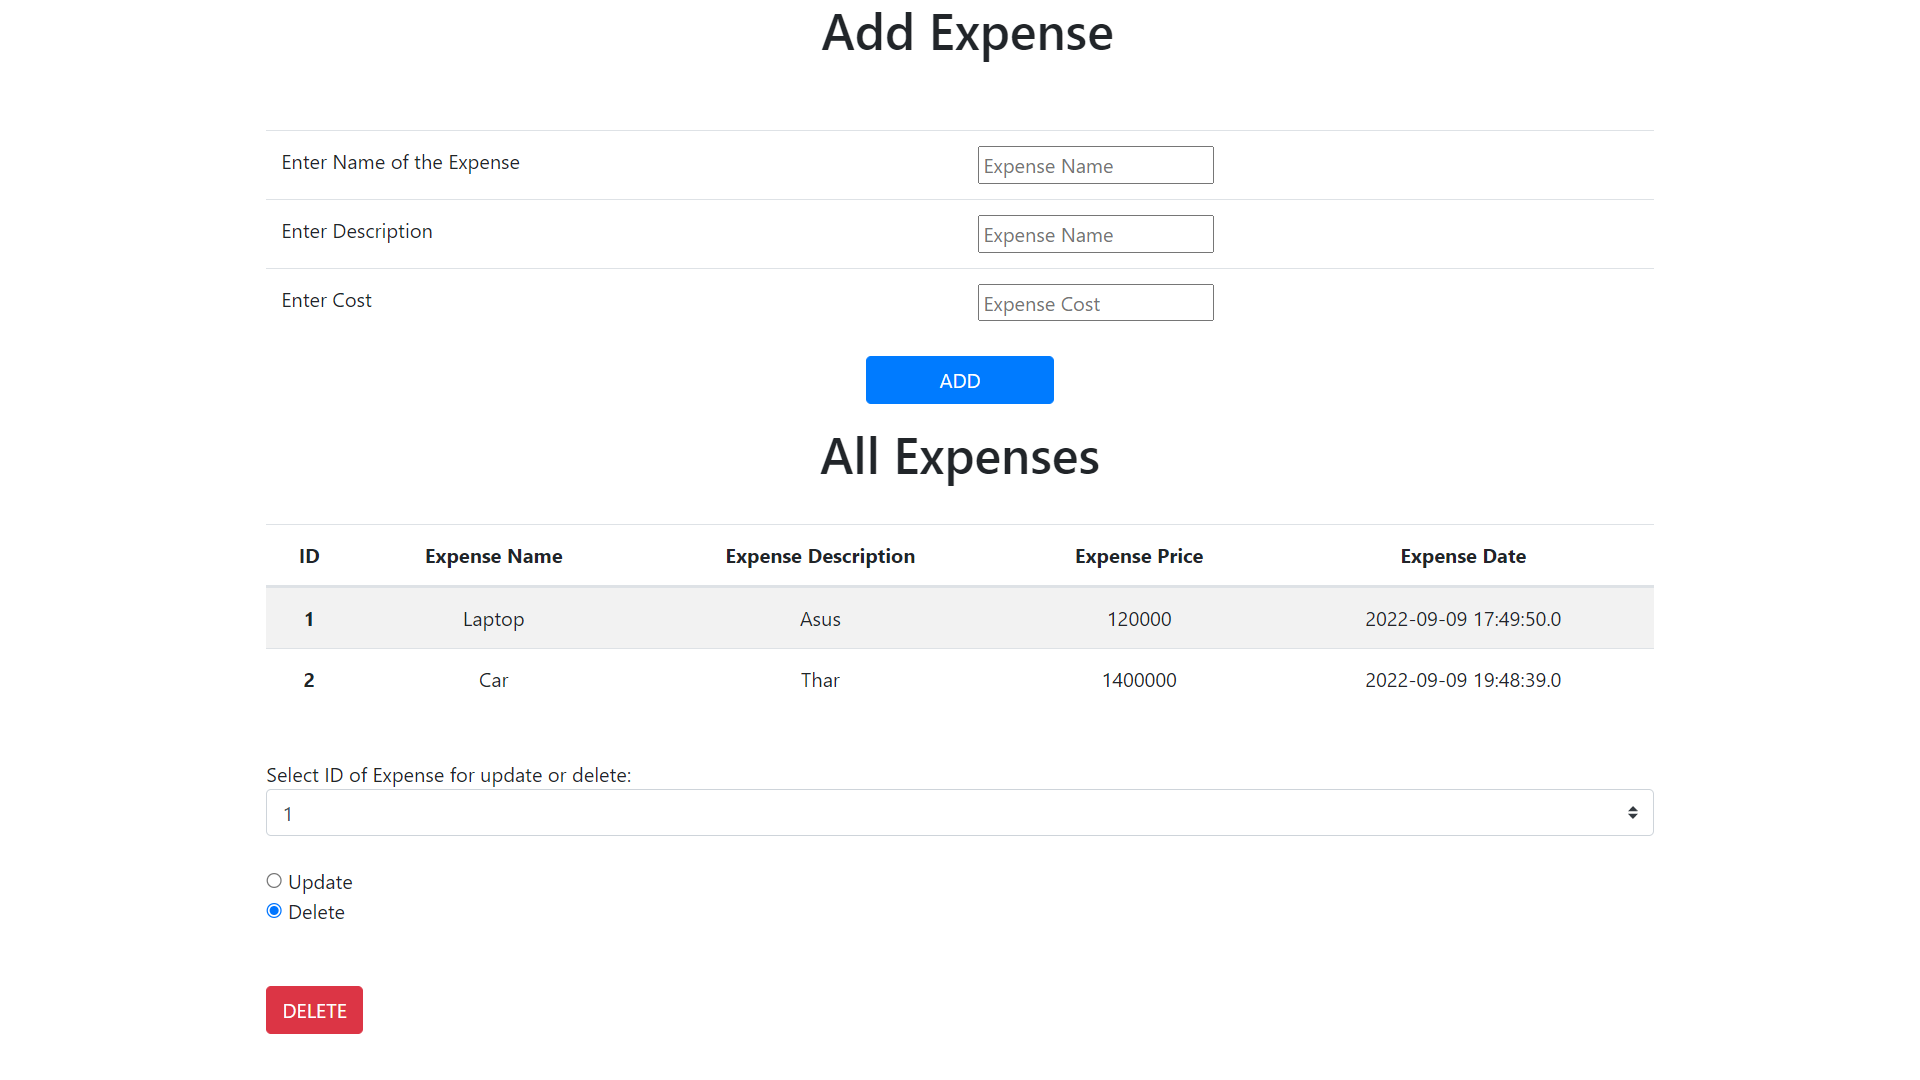 Add Expense
Enter Name of the Expense Expense Name
Enter Description Expense Name
Enter Cost Expense Cost
ADD
All Expenses
ID Expense Name Expense Description Expense Price Expense Date
1 Laptop Asus 120000 2022-09-09 17:49:50.0
2 Car Thar 1400000 2022-09-09 19:48:39.0
Select ID of Expense for update or delete:
1
Update
Delete
DELETE